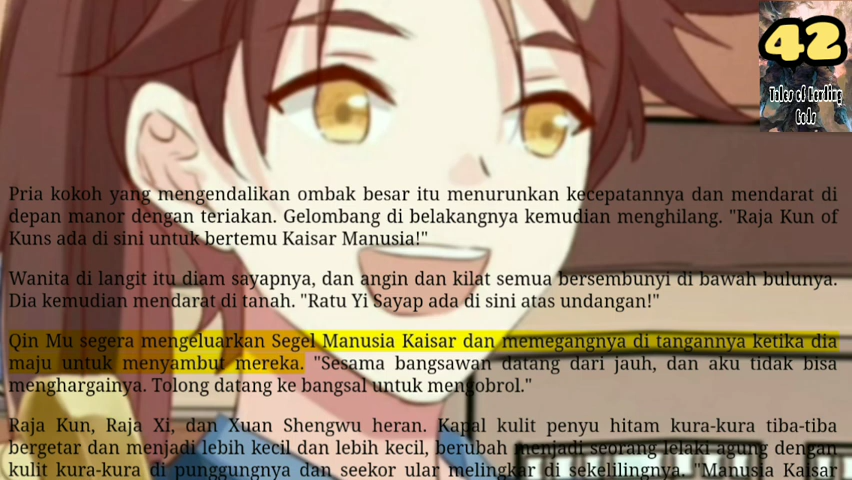 42
Tales of Herding
Gods
Pria kokoh yang mengendalikan ombak besar itu menurunkan kecepatannya dan mendarat di
depan manor dengan teriakan. Gelombang di belakangnya kemudian menghilang. "Raja Kun of
Kuns ada di sini untuk bertemu Kaisar Manusia!"
Wanita di langit itu diam sayapnya, dan angin dan kilat semua bersembunyi di bawah bulunya.
Dia kemudian mendarat di tanah. "Ratu Yi Sayap ada di sini atas undangan!"
Qin Mu segera mengeluarkan Segel Manusia Kaisar dan memegangnya di tangannya ketika dia
maju untuk menyambut mereka. "Sesama bangsawan datang dari jauh, dan aku tidak bisa
menghargainya. Tolong datang ke bangsal untuk mengobrol."
Raja Kun, Raja Xi, dan Xuan Shengwu heran. Kapal kulit penyu hitam kura-kura tiba-tiba
bergetar dan menjadi lebih kecil dan lebih kecil, berubah menjadi seorang lelaki agung dengan
kulit kura-kura di punggungnya dan seekor ular melingkar di sekelilingnya. "Manusia Kaisar